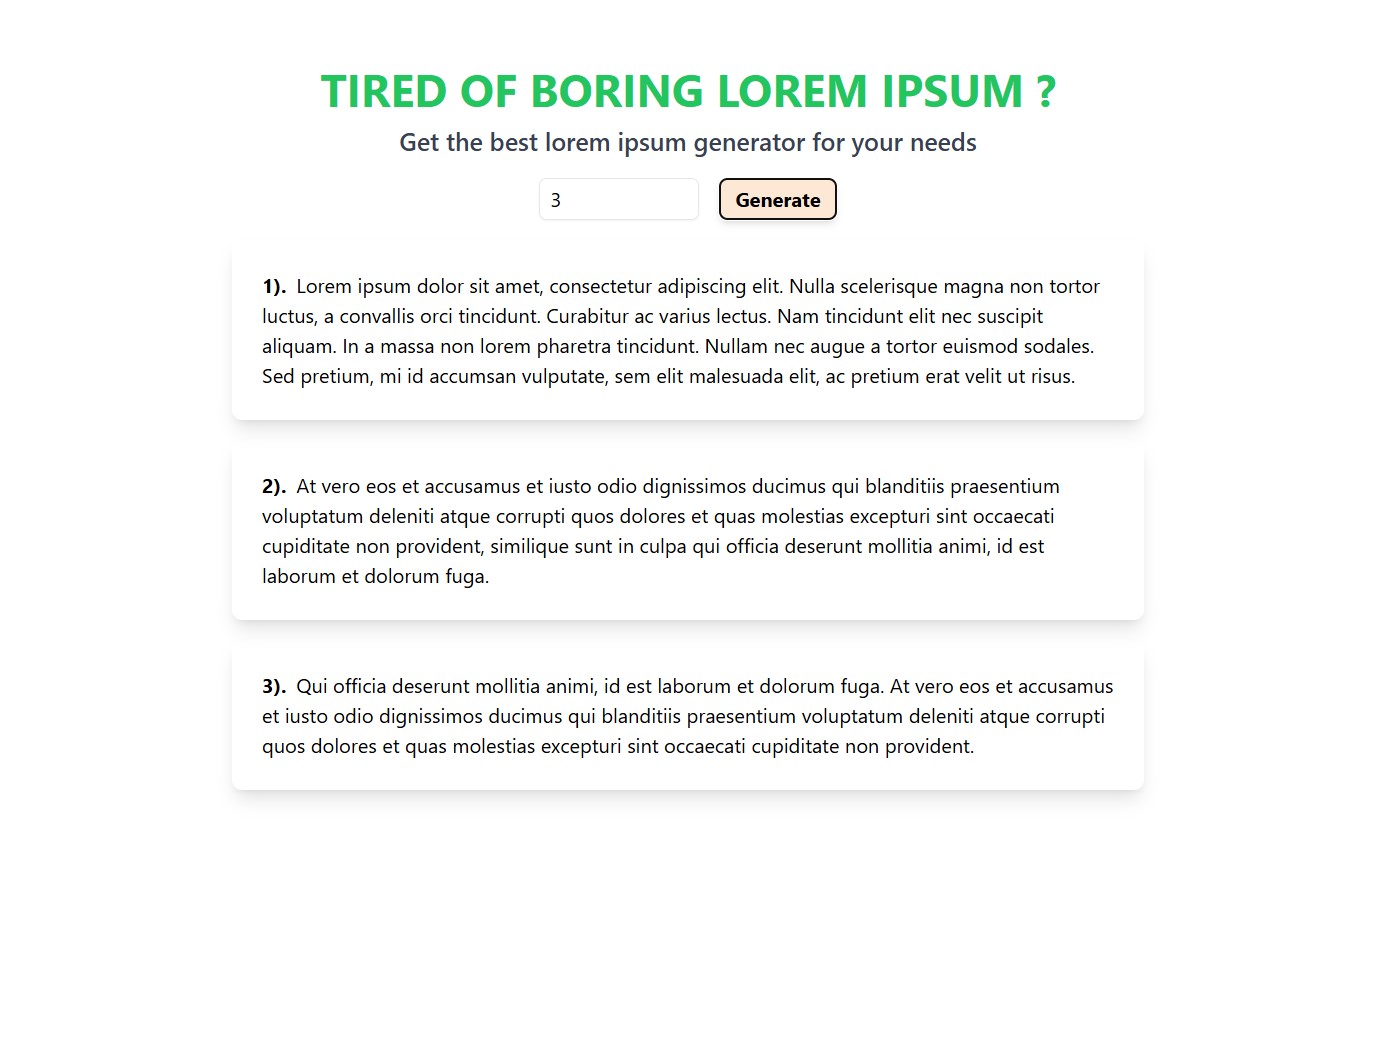 TIRED OF BORING LOREM IPSUM ?
Get the best lorem ipsum generator for your needs
3
Generate
1). Lorem ipsum dolor sit amet, consectetur adipiscing elit. Nulla scelerisque magna non tortor
luctus, a convallis orci tincidunt. Curabitur ac varius lectus. Nam tincidunt elit nec suscipit
aliquam. In a massa non lorem pharetra tincidunt. Nullam nec augue a tortor euismod sodales.
Sed pretium, mi id accumsan vulputate, sem elit malesuada elit, ac pretium erat velit ut risus.
2). At vero eos et accusamus et iusto odio dignissimos ducimus qui blanditiis praesentium
voluptatum deleniti atque corrupti quos dolores et quas molestias excepturi sint occaecati
cupiditate non provident, similique sunt in culpa qui officia deserunt mollitia animi, id est
laborum et dolorum fuga.
3). Qui officia deserunt mollitia animi, id est laborum et dolorum fuga. At vero eos et accusamus
et iusto odio dignissimos ducimus qui blanditiis praesentium voluptatum deleniti atque corrupti
quos dolores et quas molestias excepturi sint occaecati cupiditate non provident.